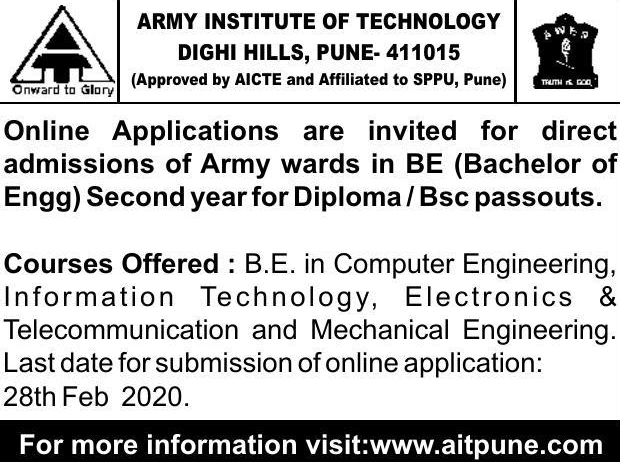 ARMY INSTITUTE OF TECHNOLOGY
DIGHI HILLS, PUNE- 411015
(Approved by AICTE and Affiliated to SPPU, Pune)
Onward to Glory
AWES
TRUTH IS GOD
Online Applications are invited for direct
admissions of Army wards in BE (Bachelor of
Engg) Second year for Diploma / Bsc passouts.
Courses Offered : B.E. in Computer Engineering,
Information Technology, Electronics &
Telecommunication and Mechanical Engineering.
Last date for submission of online application:
28th Feb 2020.
For more information visit:www.aitpune.com